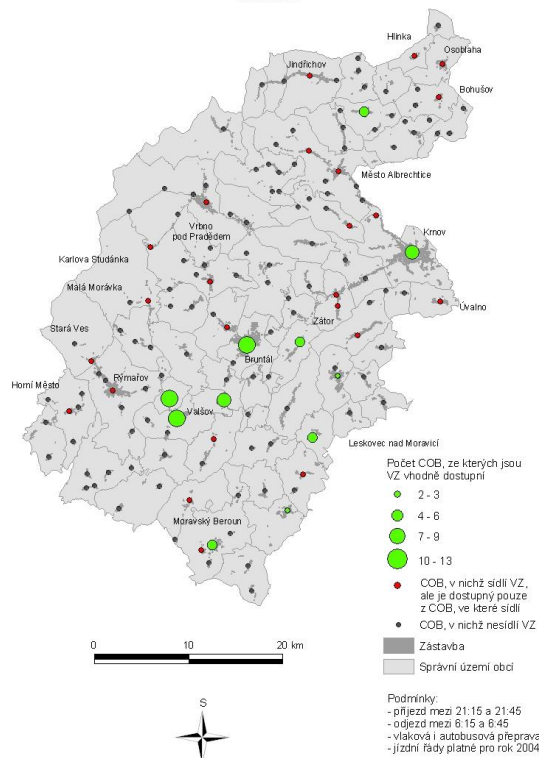 Hlinka
Osoblaha
Jindřichov
Bohušov
Město Albrechtice
Vrbno
pod Pradědem
Krnov
Karlova Studánka
Malá Morávka
Úvalno
Zátor
Stará Ves
Bruntál
Rýmařov
Horní Město
Valšov
Leskovec nad Moravicí
Moravský Beroun
Počet COB, ze kterých jsou
VZ vhodně dostupní
2 - 3
4 - 6
7 - 9
10 - 13
COB, v nichž sídlí VZ,
ale je dostupný pouze
z COB, ve které sídlí
COB, v nichž nesídlí VZ
Zástavba
Správní území obcí
0 10 20 km
S
Podmínky:
- příjezd mezi 21:15 a 21:45
- odjezd mezi 6:15 a 6:45
- vlaková i autobusová přeprava
- jízdní řády platné pro rok 2004